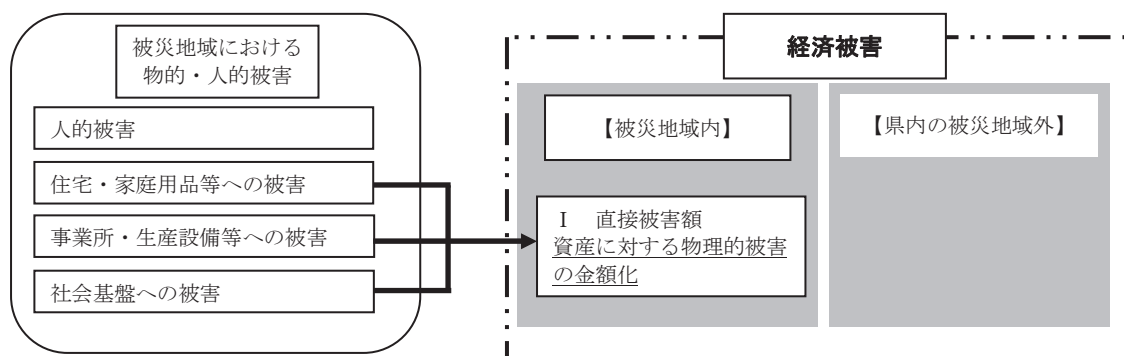 被災地域における
物的・人的被害
人的被害
住宅・家庭用品等への被害
事業所・生産設備等への被害
社会基盤への被害
経済被害
【被災地域内】
【県内の被災地域外】
Ⅰ 直接被害額
資産に対する物理的被害
の金額化